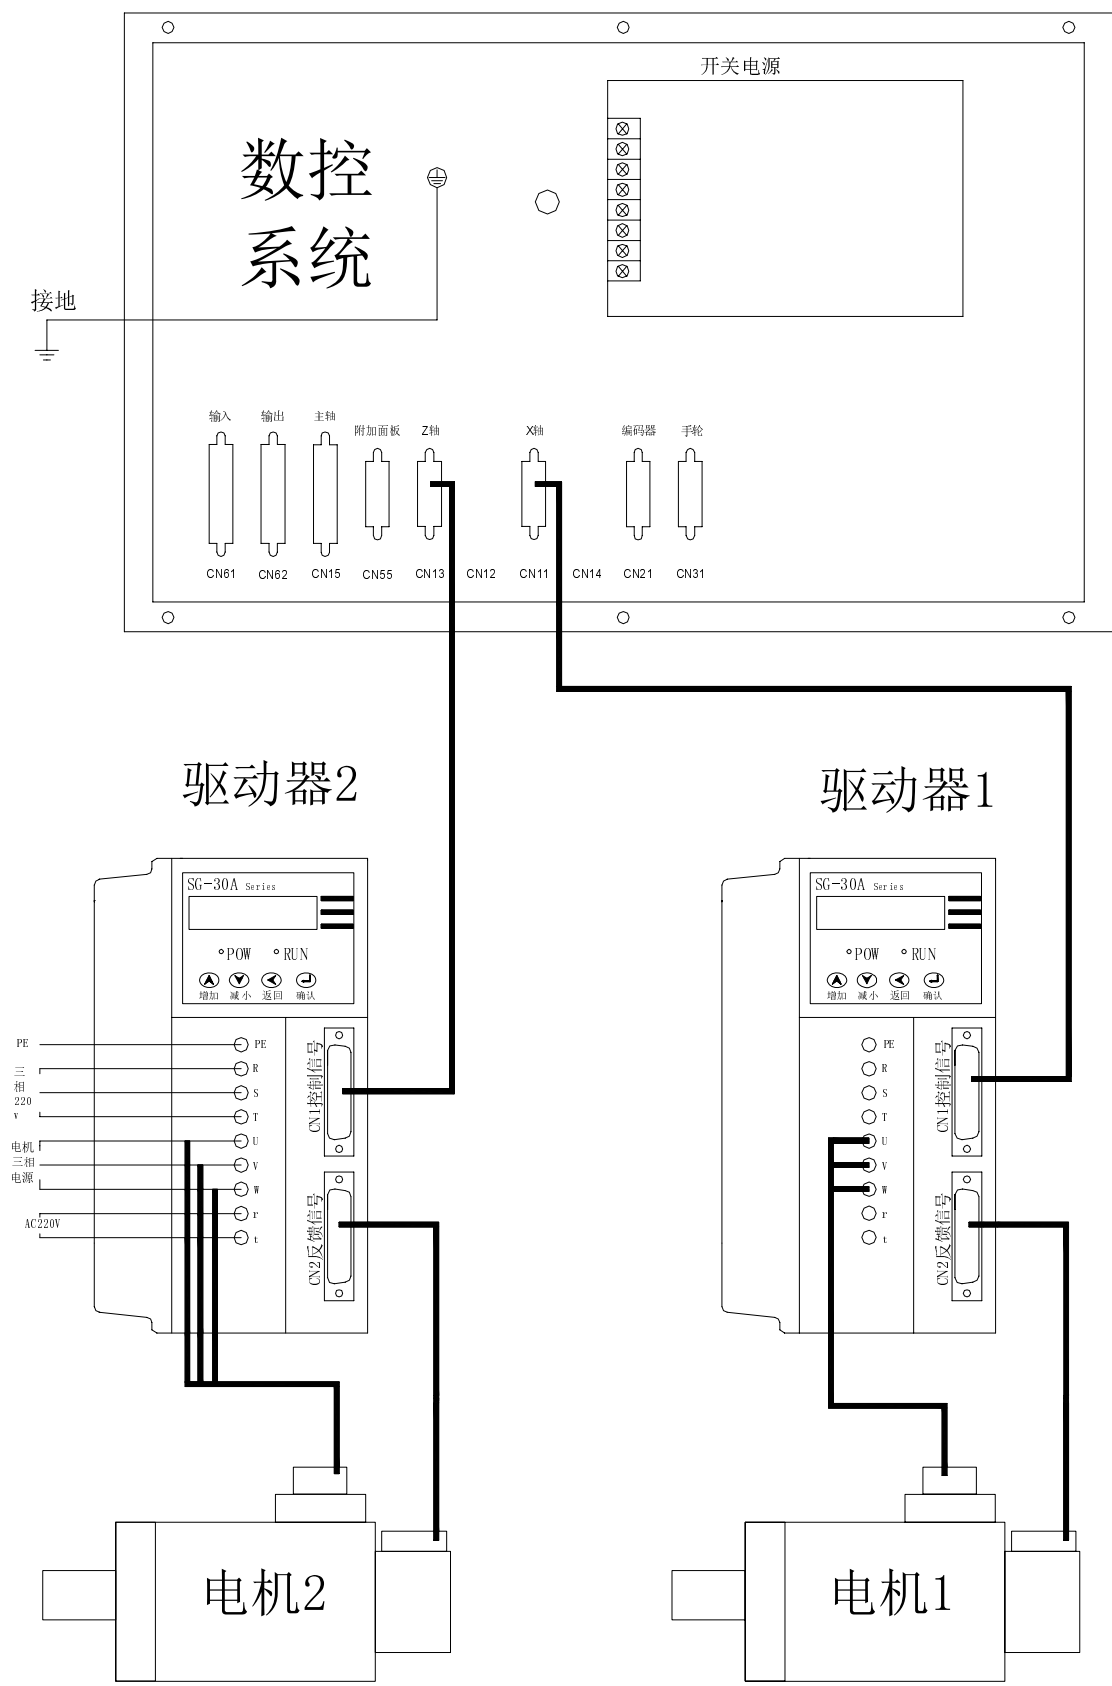 开关电源
数控
系统
接地
输入
输出
主轴
附加面板
Z轴
X轴
编码器
手轮
CN61
CN62
CN15
CN55
CN13
CN12
CN11
CN14
CN21
CN31
驱动器2
SG-30A Series
POW
RUN
增加
减小
返回
确认
PE
三
相
220
v
电机
三相
电源
AC220V
PE
R
S
T
U
V
W
r
t
CN1控制信号
CN2反馈信号
电机2
驱动器1
SG-30A Series
POW
RUN
增加
减小
返回
确认
PE
R
S
T
U
V
W
r
t
CN1控制信号
CN2反馈信号
电机1